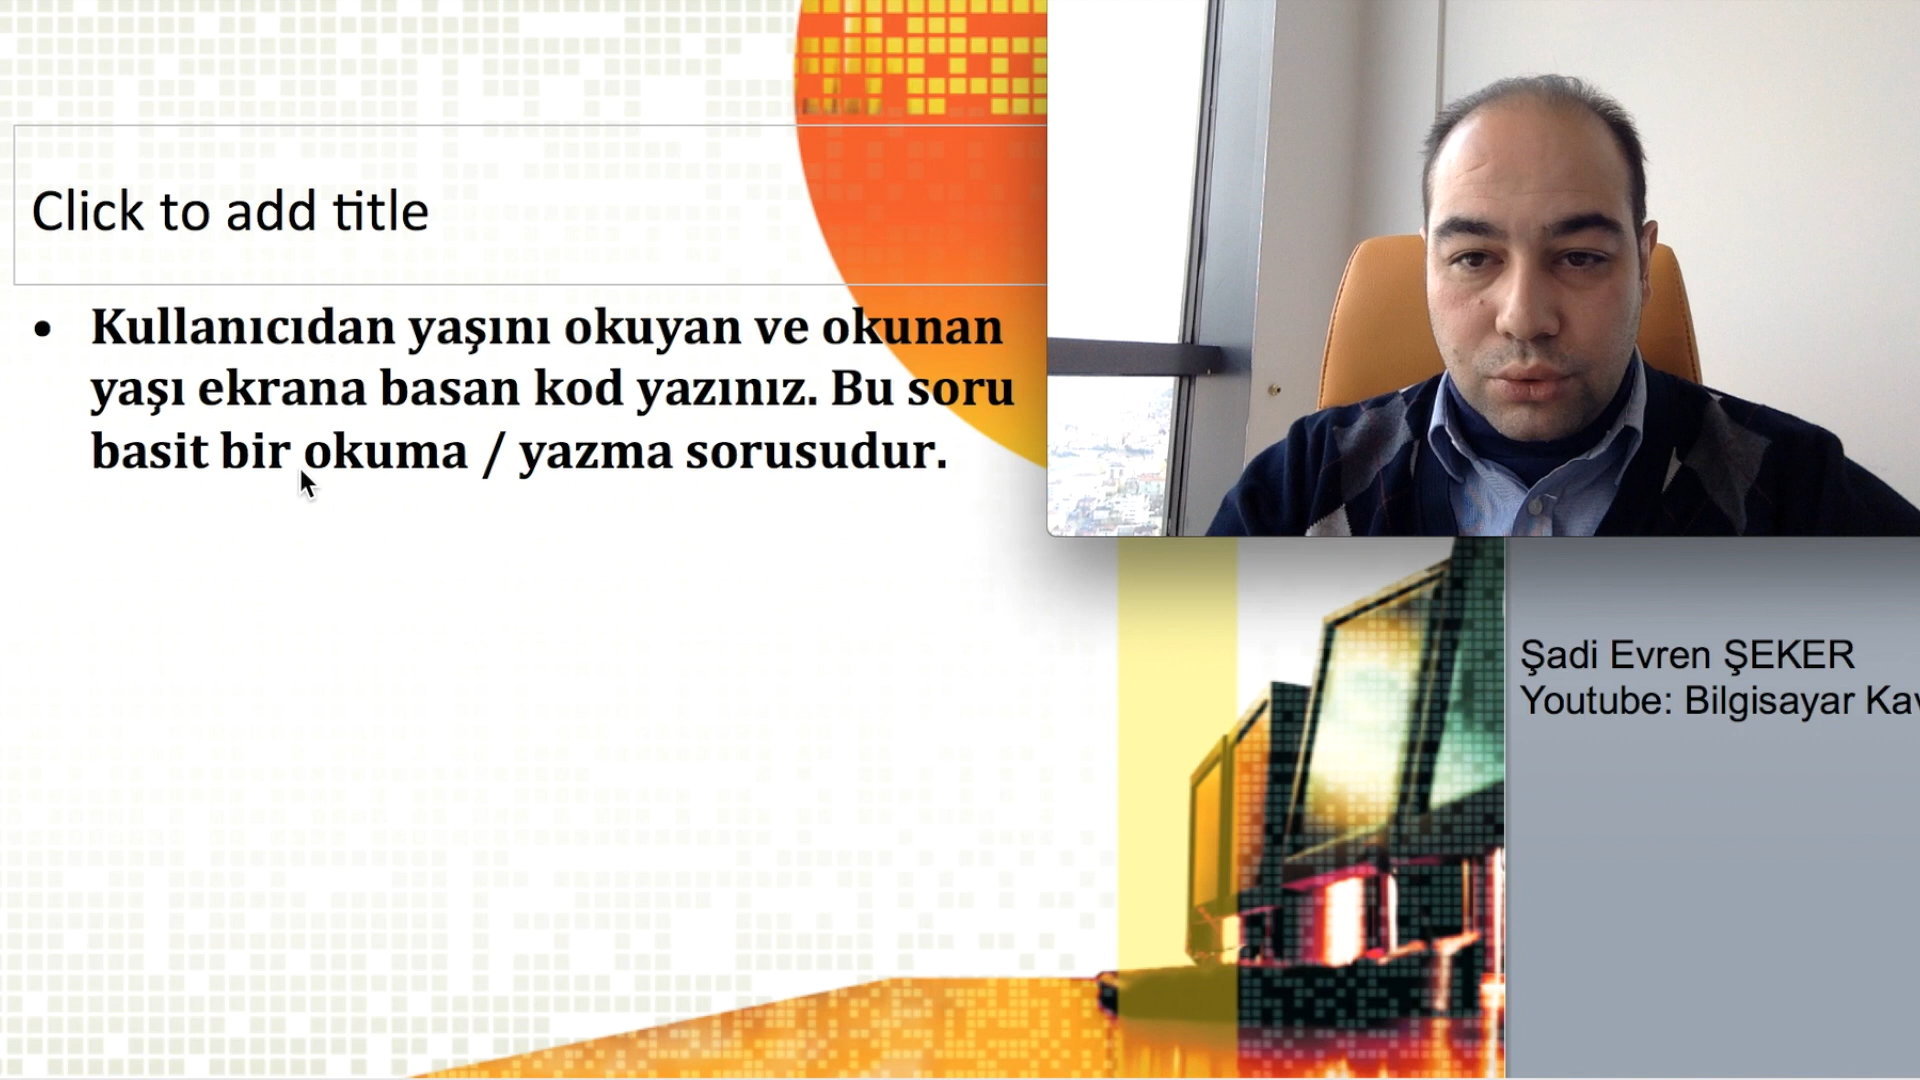 Click to add title
• Kullanıcıdan yaşını okuyan ve okunan
yaşı ekrana basan kod yazınız. Bu soru
basit bir okuma / yazma sorusudur.
Şadi Evren ŞEKER
Youtube: Bilgisayar